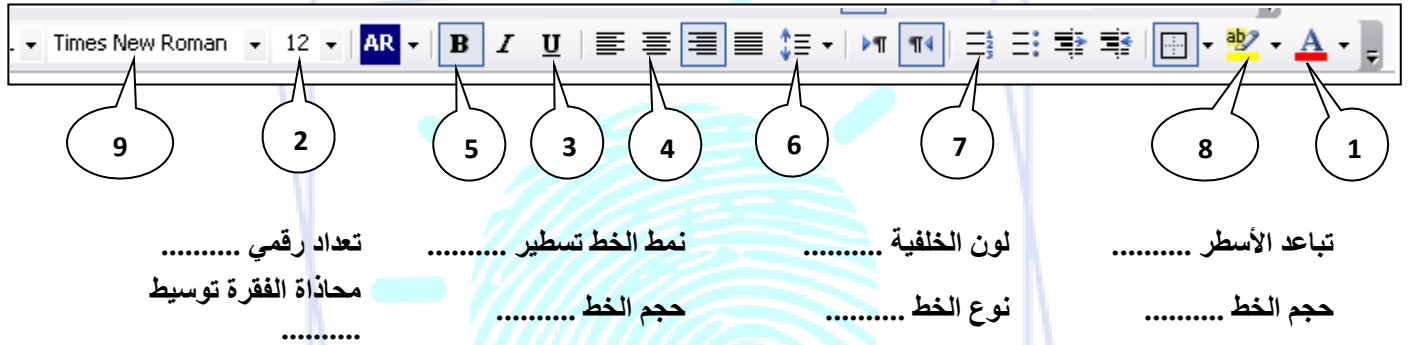 Times New Roman 12 AR B I U
9 2 5 3 4 6 7 8 1
تباعد الأسطر .......... لون الخلفية .......... نمط الخط تسطير .......... تعداد رقمي ..........
حجم الخط .......... نوع الخط .......... حجم الخط .......... محاذاة الفقرة توسيط
..........